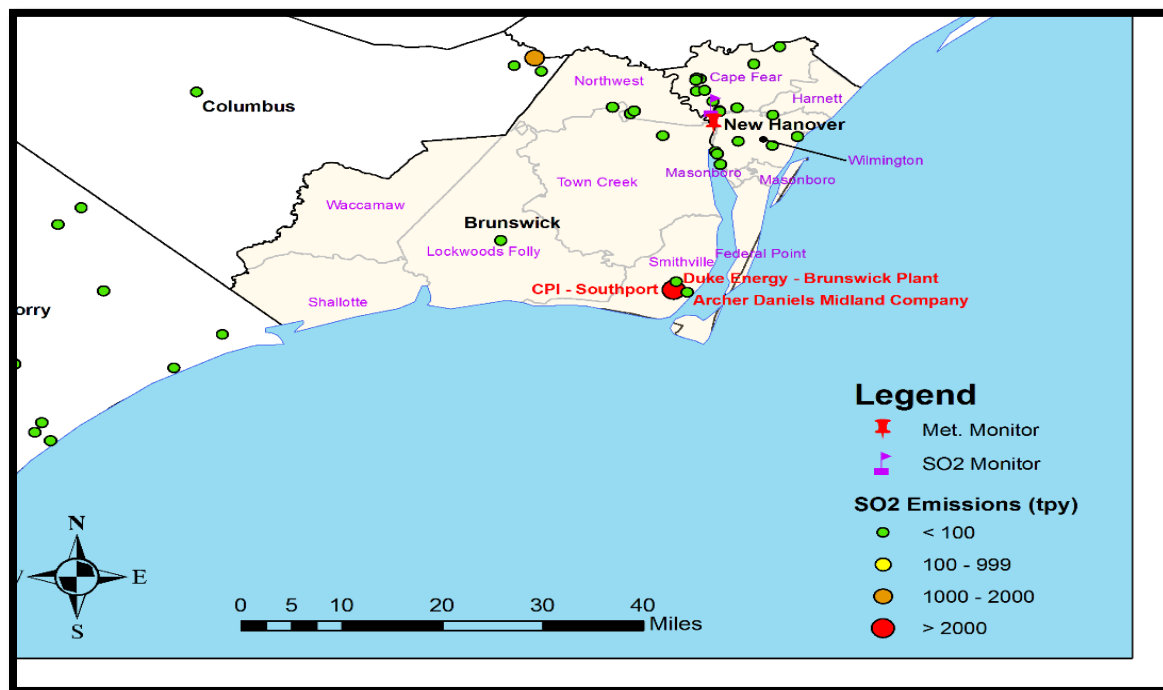 Northwest
Cape Fear
Columbus
Harnett
New Hanover
Wilmington
Masonboro
Masonboro
Town Creek
Waccamaw
Brunswick
Lockwoods Folly
Federal Point
Smithville
Duke Energy - Brunswick Plant
CPI - Southport
Archer Daniels Midland Company
Shallotte
orry
Legend
Met. Monitor
SO2 Monitor
SO2 Emissions (tpy)
< 100
100 - 999
1000 - 2000
> 2000
N
E
S
0 5 10 20 30 40
Miles